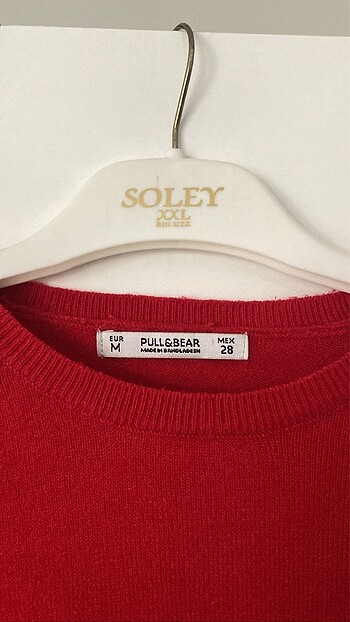 SOLEY
XXL
BIG SIZE
EUR
M
PULL&BEAR
MADE IN BANGLADESH
MEX
28